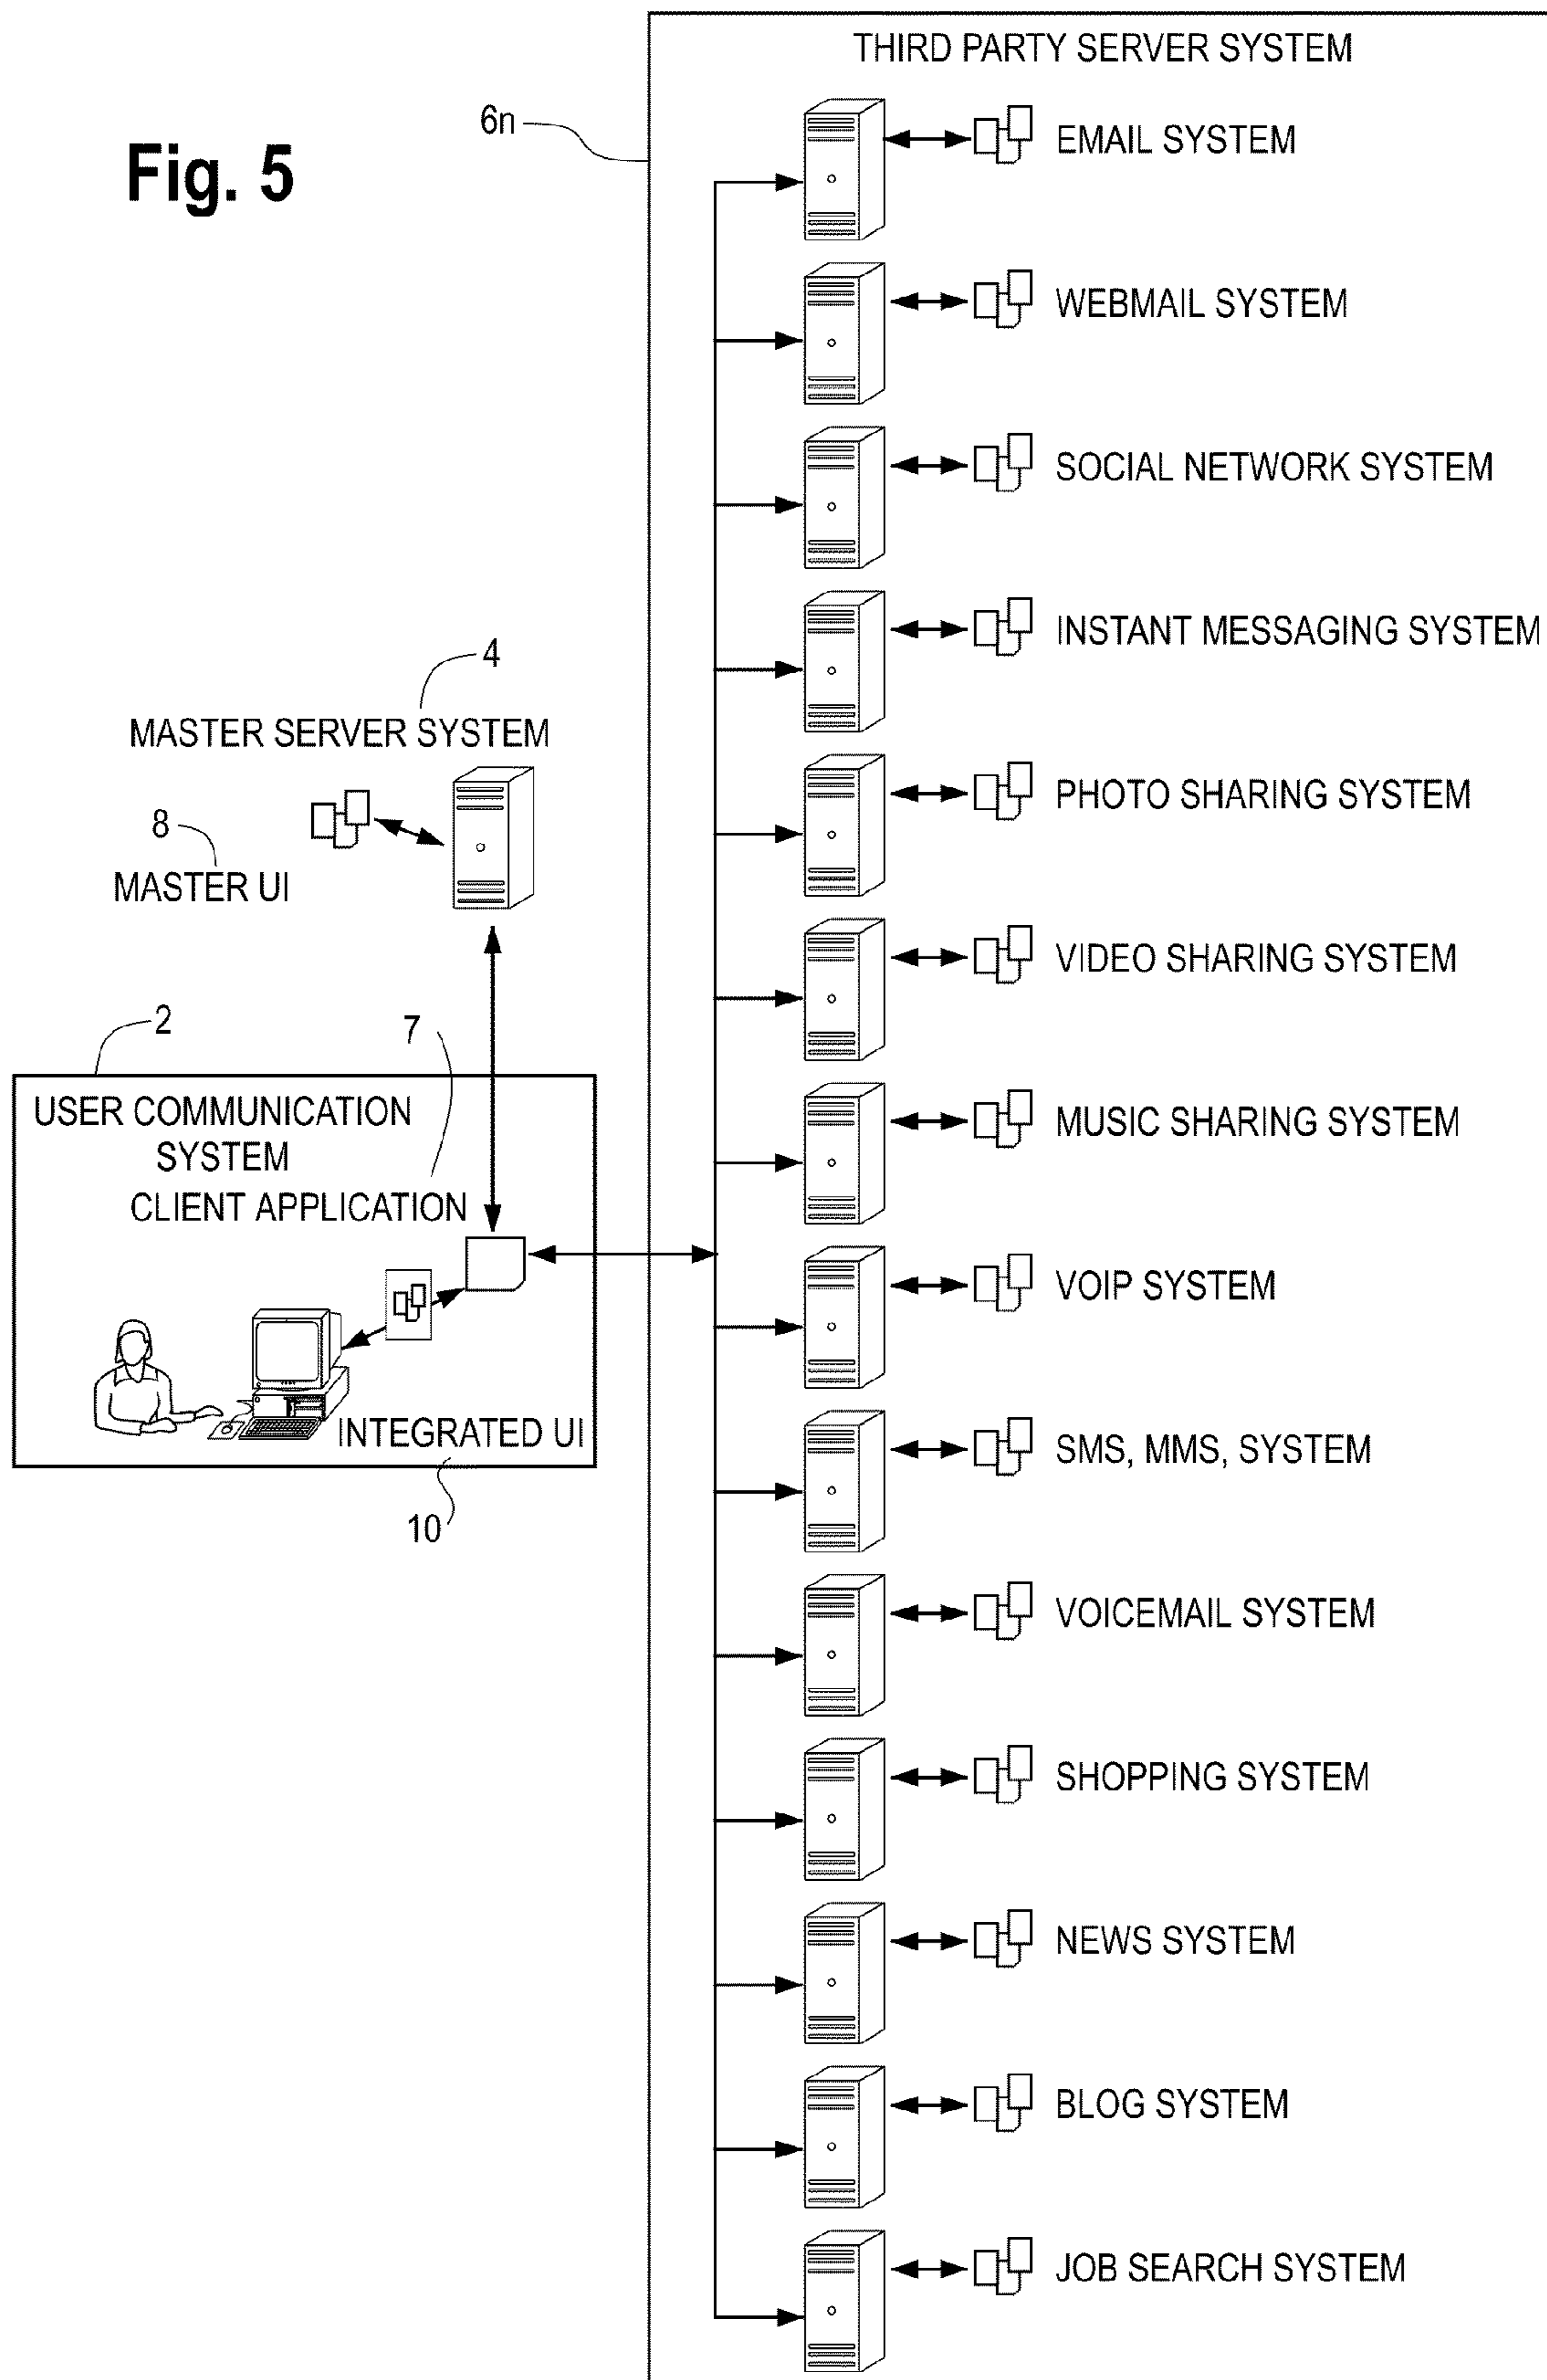 THIRD PARTY SERVER SYSTEM
6n
Fig. 5
EMAIL SYSTEM
WEBMAIL SYSTEM
SOCIAL NETWORK SYSTEM
INSTANT MESSAGING SYSTEM
4
MASTER SERVER SYSTEM
PHOTO SHARING SYSTEM
8
MASTER UI
VIDEO SHARING SYSTEM
2
7
USER COMMUNICATION
SYSTEM
MUSIC SHARING SYSTEM
CLIENT APPLICATION
VOIP SYSTEM
INTEGRATED UI
SMS, MMS, SYSTEM
10
VOICEMAIL SYSTEM
SHOPPING SYSTEM
NEWS SYSTEM
BLOG SYSTEM
JOB SEARCH SYSTEM